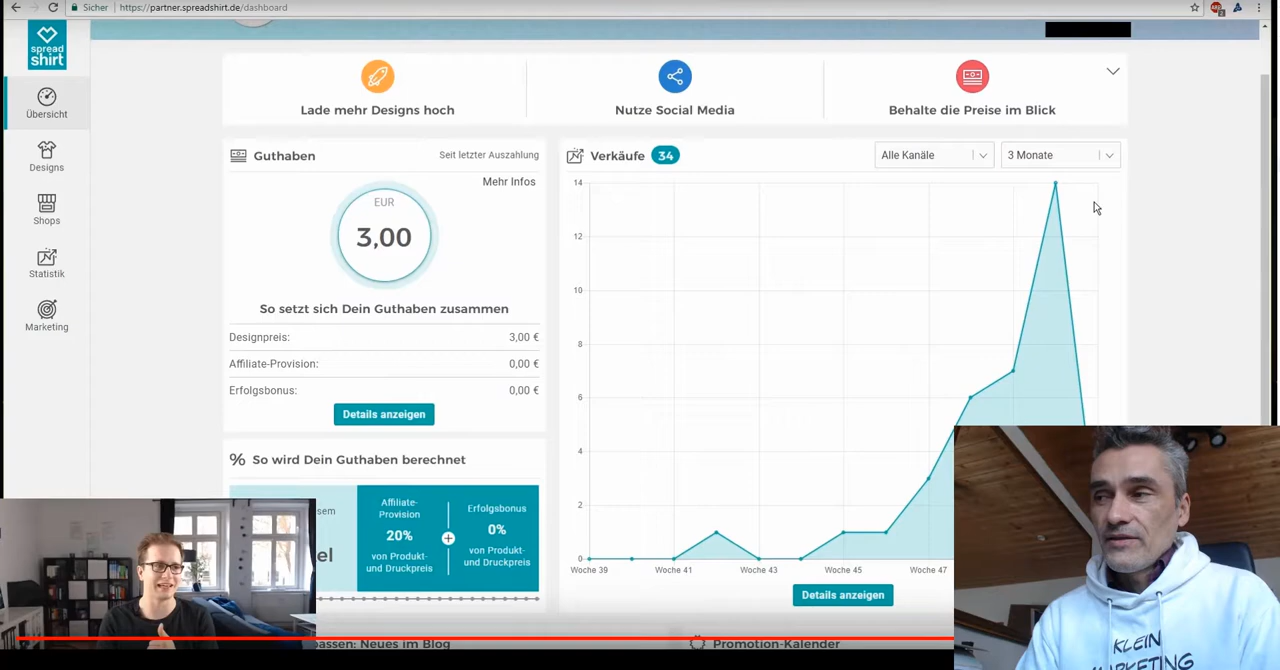 Sicher
https://partner.spreadshirt.de/dashboard
spread
shirt
Übersicht
Designs
Shops
Statistik
Marketing
Lade mehr Designs hoch
Nutze Social Media
Behalte die Preise im Blick
Guthaben
Seit letzter Auszahlung
Mehr Infos
EUR
3,00
So setzt sich Dein Guthaben zusammen
Designpreis: 3,00 €
Affiliate-Provision: 0,00 €
Erfolgsbonus: 0,00 €
Details anzeigen
So wird Dein Guthaben berechnet
sem
el
Affiliate-
Provision
20%
von Produkt-
und Druckpreis
Erfolgsbonus
0%
von Produkt-
und Druckpreis
Verkäufe 34
Alle Kanäle
3 Monate
14
12
10
8
6
4
2
0
Woche 39 Woche 41 Woche 43 Woche 45 Woche 47
Details anzeigen
passen: Neues im Blog
Promotion-Kalender
KLEIN
MARKETING